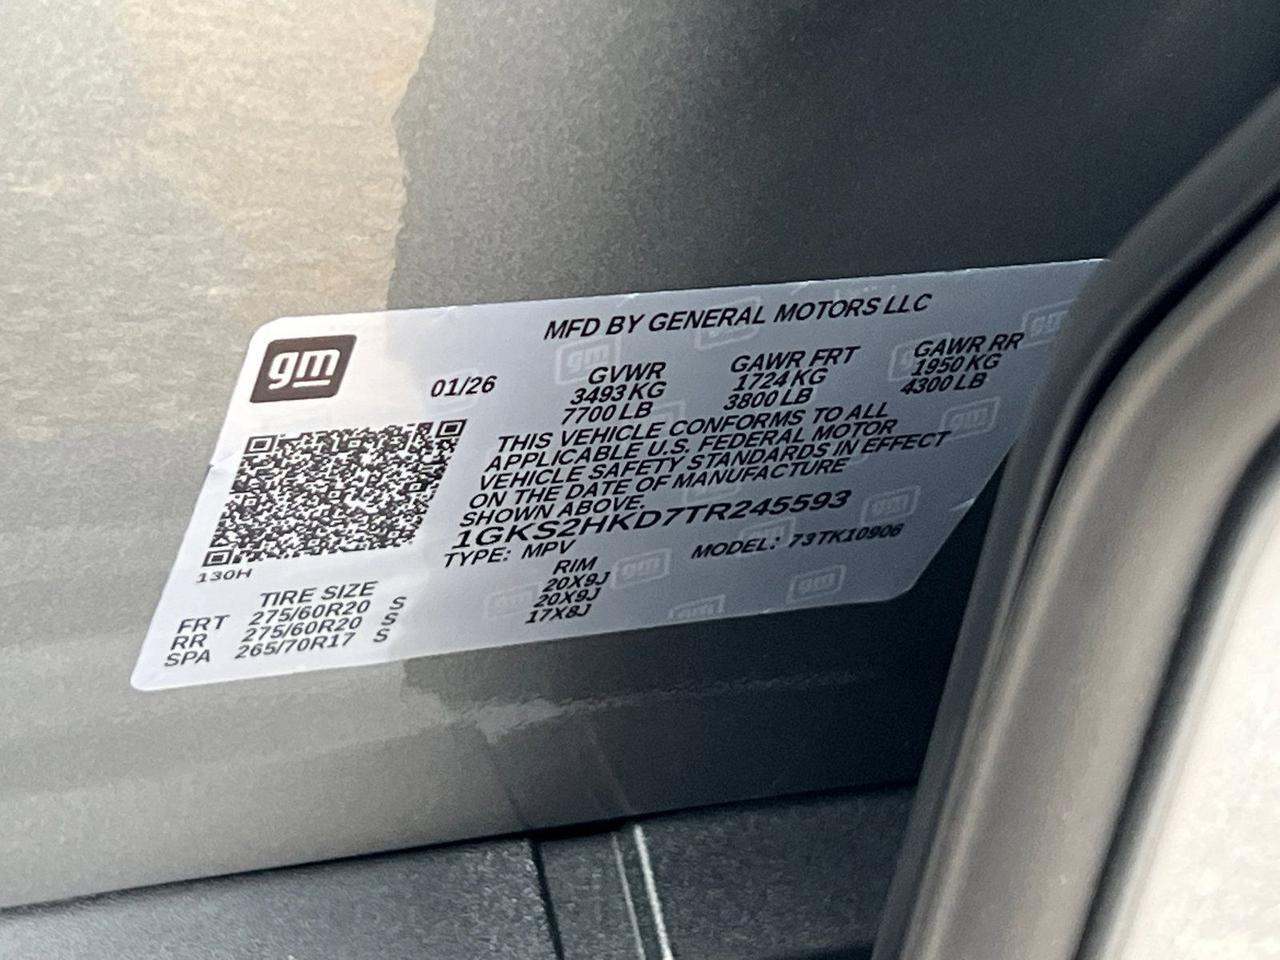 MFD BY GENERAL MOTORS LLC
gm
01/26
GVWR GAWR FRT GAWR RR
3493 KG 1724 KG 1950 KG
7700 LB 3800 LB 4300 LB
THIS VEHICLE CONFORMS TO ALL
APPLICABLE U.S. FEDERAL MOTOR
VEHICLE SAFETY STANDARDS IN EFFECT
ON THE DATE OF MANUFACTURE
SHOWN ABOVE.
1GKS2HKD7TR245593
TYPE: MPV MODEL: 73TK10906
130H
TIRE SIZE RIM
FRT 275/60R20 S 20X9J
RR 275/60R20 S 20X9J
SPA 265/70R17 S 17X8J